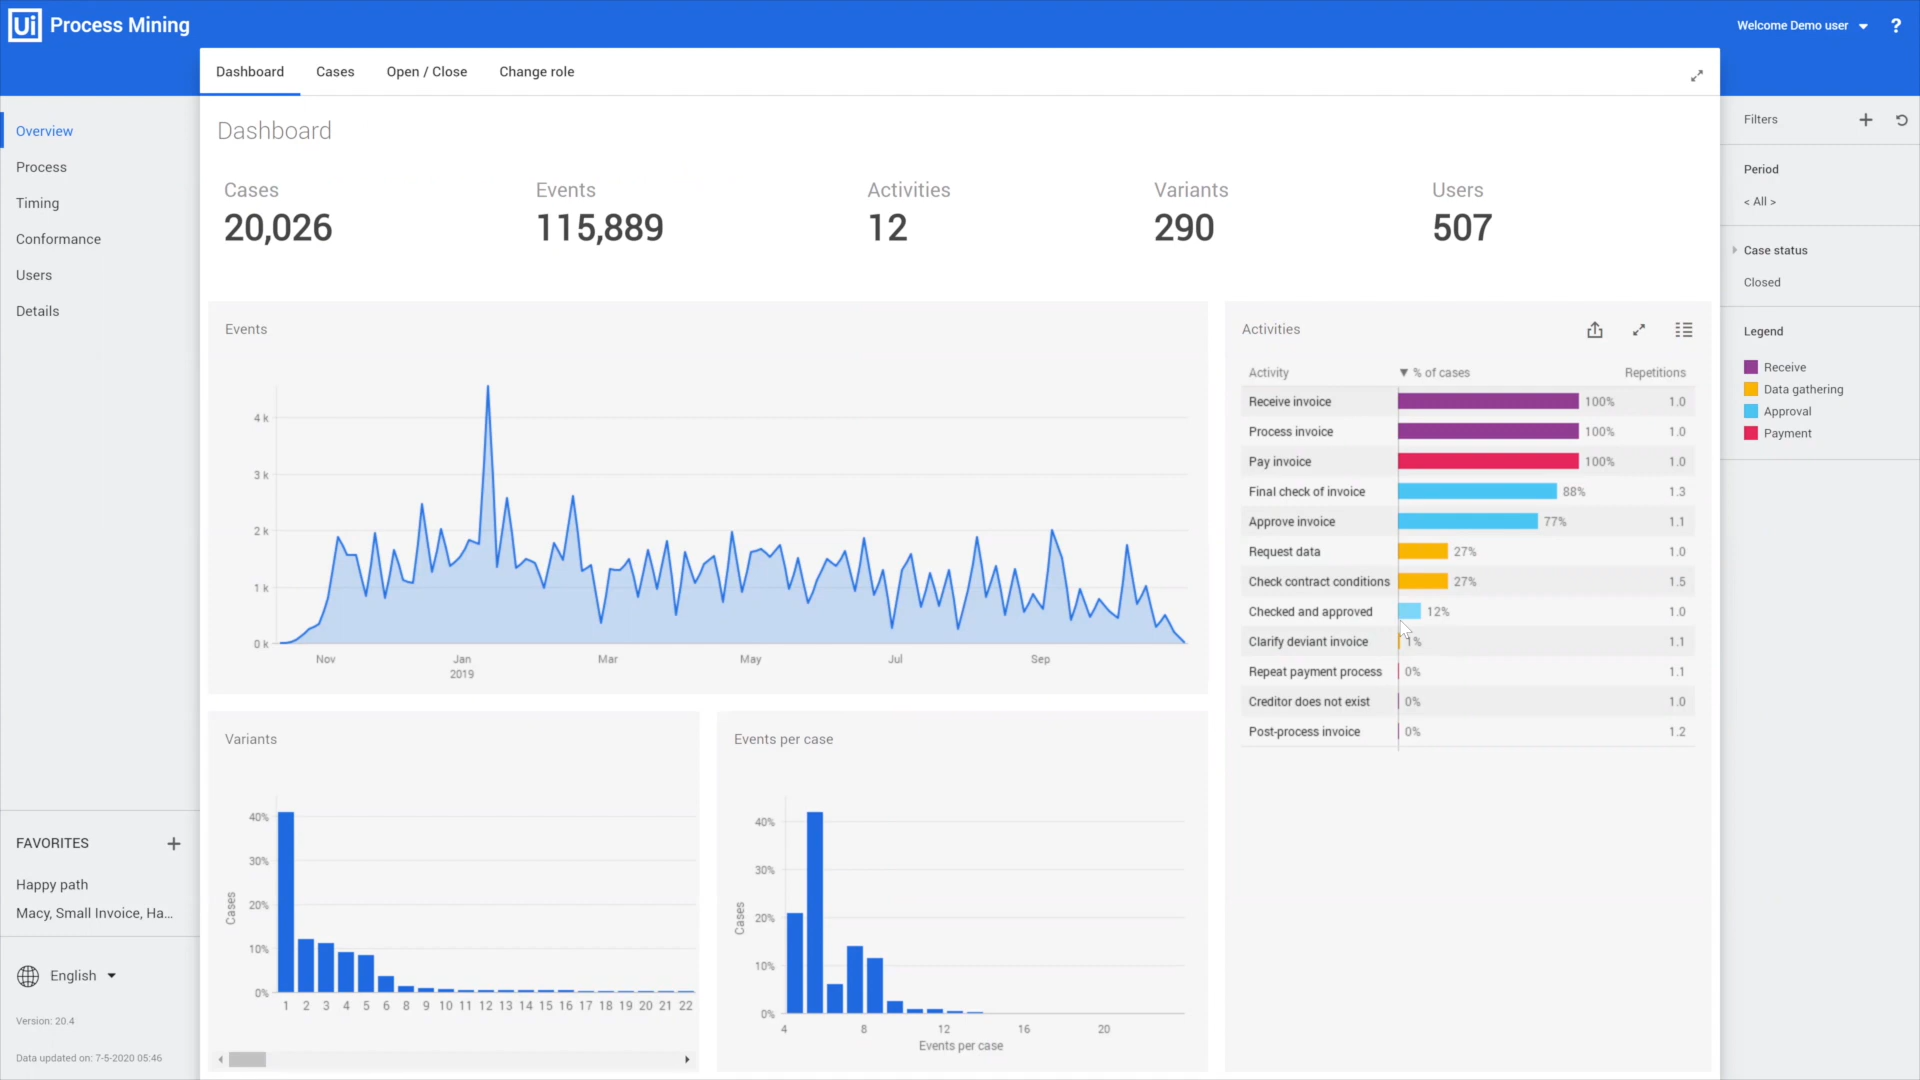 Ui Process Mining
Welcome Demo user
?
Dashboard
Cases
Open / Close
Change role
Overview
Process
Timing
Conformance
Users
Details
FAVORITES
+
Happy path
Macy, Small Invoice, Ha...
English
Version: 20.4
Data updated on: 7-5-2020 05:46
Dashboard
Cases
Events
Activities
Variants
Users
20,026
115,889
12
290
507
Events
4 k
3 k
2 k
1 k
0 k
Nov
Jan
Mar
May
Jul
Sep
2019
Variants
Cases
40%
30%
20%
10%
0%
1 2 3 4 5 6 8 9 10 11 12 13 14 15 16 17 18 19 20 21 22
Events per case
Cases
40%
30%
20%
10%
0%
4 8 12 16 20
Events per case
Activities
Activity ▼ % of cases Repetitions
Receive invoice 100% 1.0
Process invoice 100% 1.0
Pay invoice 100% 1.0
Final check of invoice 88% 1.3
Approve invoice 77% 1.1
Request data 27% 1.0
Check contract conditions 27% 1.5
Checked and approved 12% 1.0
Clarify deviant invoice 1% 1.1
Repeat payment process 0% 1.1
Creditor does not exist 0% 1.0
Post-process invoice 0% 1.2
Filters
+
Period
< All >
Case status
Closed
Legend
Receive
Data gathering
Approval
Payment